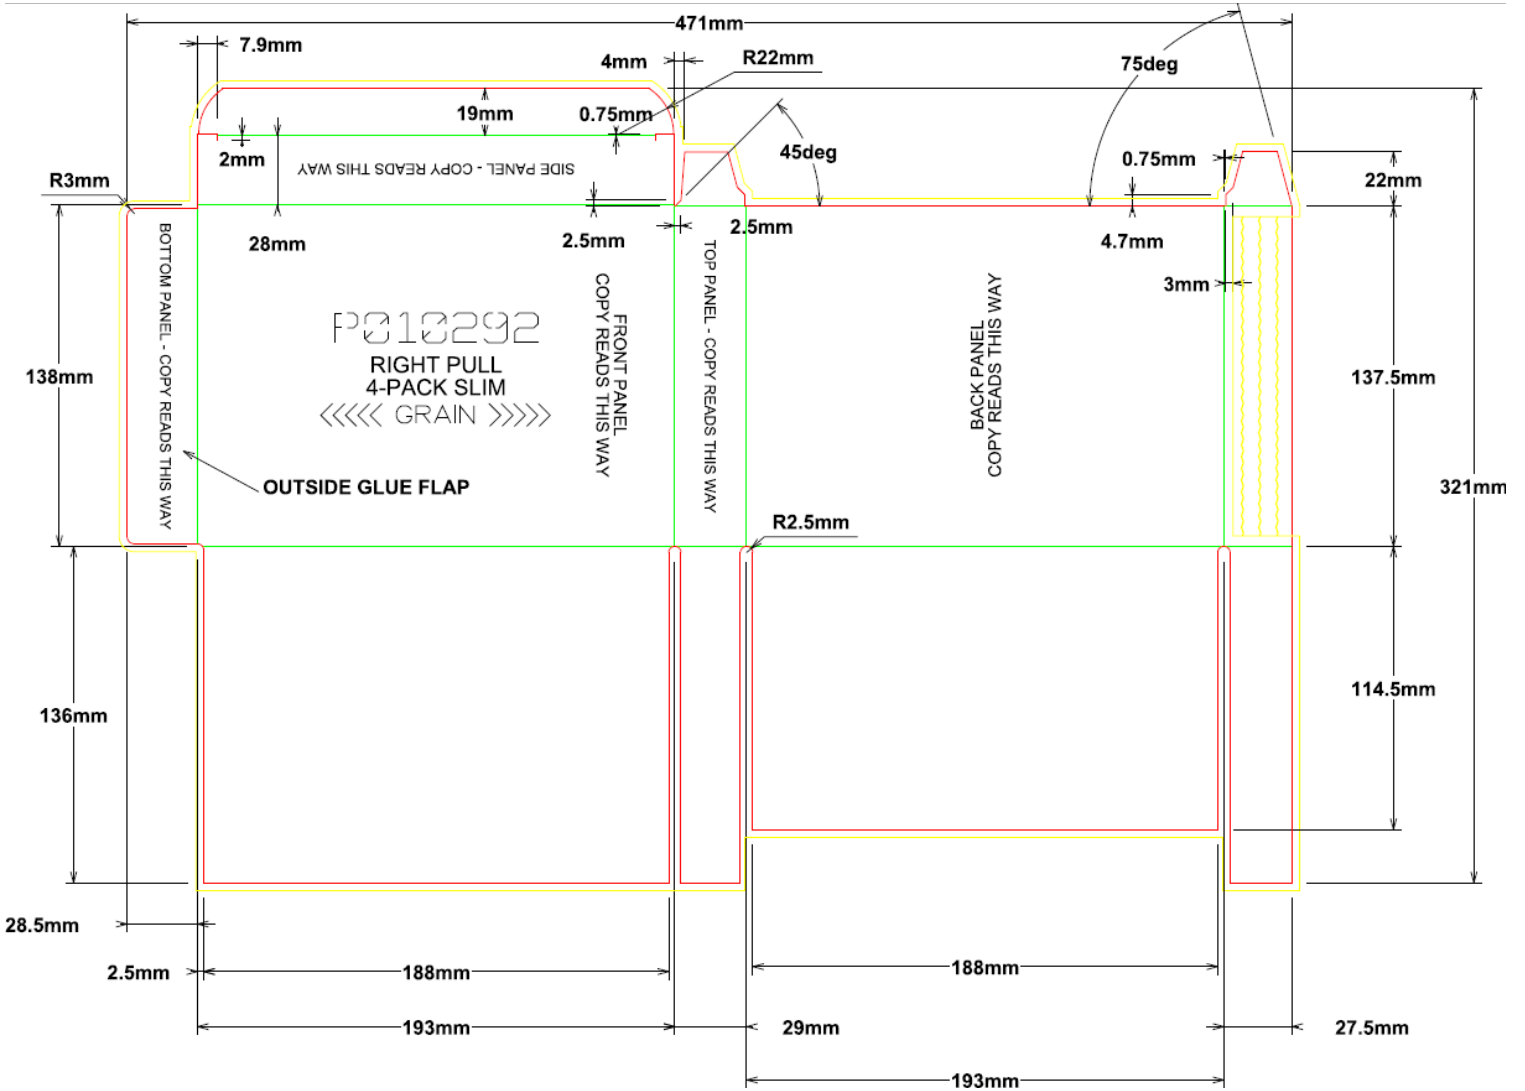 471mm
7.9mm
4mm
R22mm
75deg
19mm
0.75mm
2mm
45deg
0.75mm
SIDE PANEL - COPY READS THIS WAY
R3mm
22mm
28mm
2.5mm
2.5mm
4.7mm
3mm
BOTTOM PANEL - COPY READS THIS WAY
P010292
RIGHT PULL
4-PACK SLIM
<<<<< GRAIN >>>>>
FRONT PANEL
COPY READS THIS WAY
TOP PANEL - COPY READS THIS WAY
BACK PANEL
COPY READS THIS WAY
138mm
137.5mm
OUTSIDE GLUE FLAP
321mm
R2.5mm
136mm
114.5mm
28.5mm
2.5mm
188mm
188mm
193mm
29mm
27.5mm
193mm